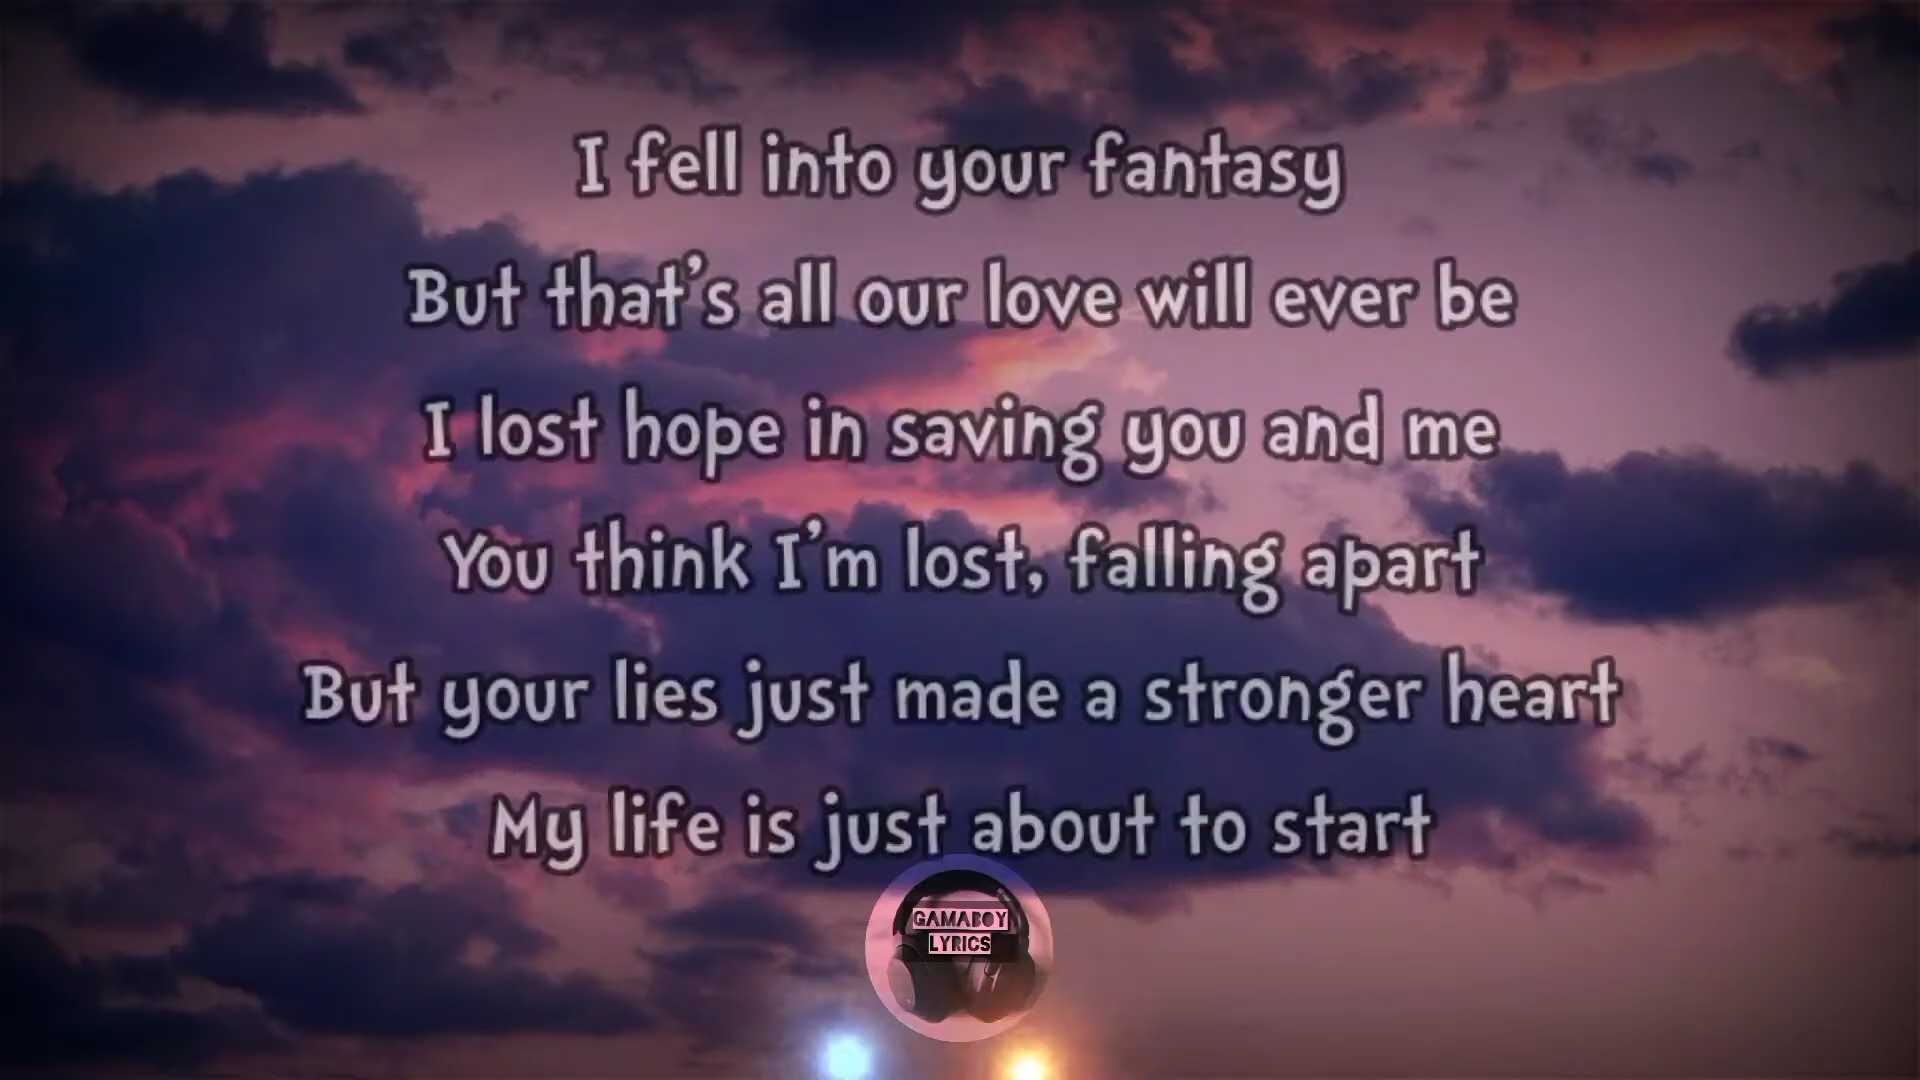 I fell into your fantasy
But that's all our love will ever be
I lost hope in saving you and me
You think I'm lost, falling apart
But your lies just made a stronger heart
My life is just about to start
GAMABOY
LYRICS